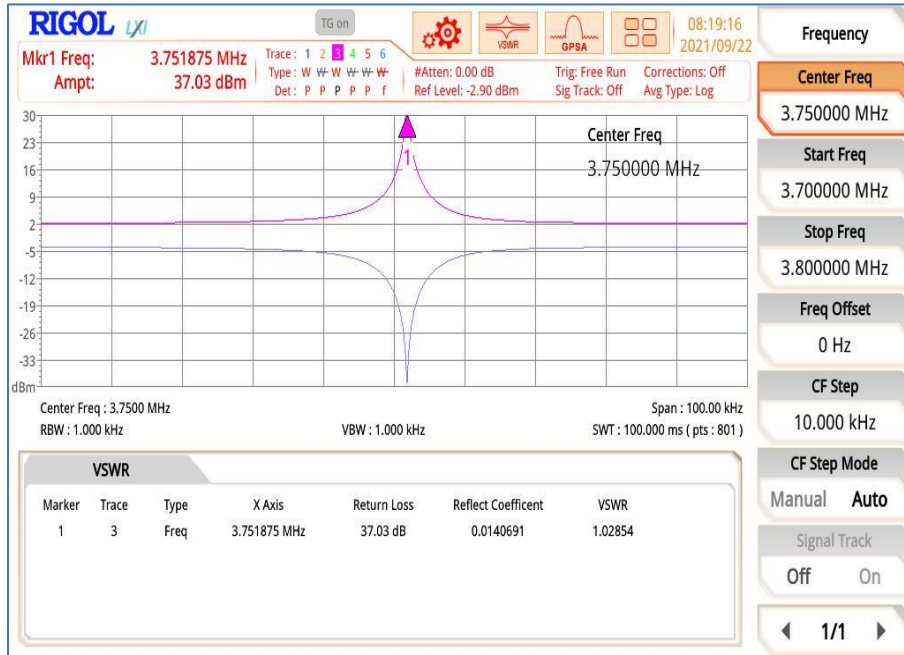 RIGOL LXI
TG on
VSWR
GPSA
08:19:16
2021/09/22
Mkr1 Freq: 3.751875 MHz
Ampt: 37.03 dBm
Trace : 1 2 3 4 5 6
Type : W W W W W W
Det : P P P P P f
#Atten: 0.00 dB
Ref Level: -2.90 dBm
Trig: Free Run
Sig Track: Off
Corrections: Off
Avg Type: Log
30
23
16
9
2
-5
-12
-19
-26
-33
dBm
1
Center Freq
3.750000 MHz
Center Freq : 3.7500 MHz
Span : 100.00 kHz
RBW : 1.000 kHz
VBW : 1.000 kHz
SWT : 100.000 ms ( pts : 801 )
VSWR
Marker Trace Type X Axis Return Loss Reflect Coefficent VSWR
1 3 Freq 3.751875 MHz 37.03 dB 0.0140691 1.02854
Frequency
Center Freq
3.750000 MHz
Start Freq
3.700000 MHz
Stop Freq
3.800000 MHz
Freq Offset
0 Hz
CF Step
10.000 kHz
CF Step Mode
Manual Auto
Signal Track
Off On
1/1